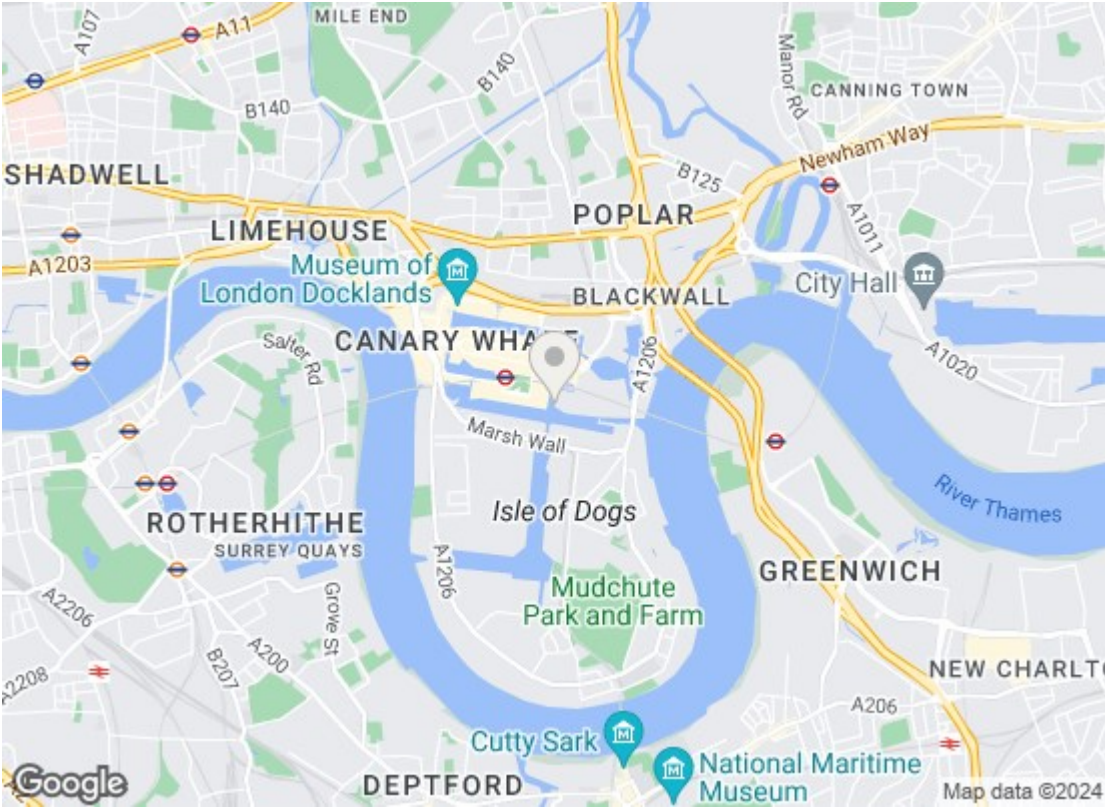 MILE END
A107
A11
B140
B140
Manor Rd
CANNING TOWN
Newham Way
SHADWELL
B125
LIMEHOUSE
POPLAR
A1011
A1203
Museum of
London Docklands
BLACKWALL
City Hall
CANARY WHARF
Salter Rd
A1206
A1020
Marsh Wall
Isle of Dogs
River Thames
ROTHERHITHE
SURREY QUAYS
A1206
GREENWICH
Mudchute
Park and Farm
A2206
Grove St
A200
B207
A2208
NEW CHARLTO
A206
Cutty Sark
National Maritime
Museum
DEPTFORD
Google
Map data ©2024